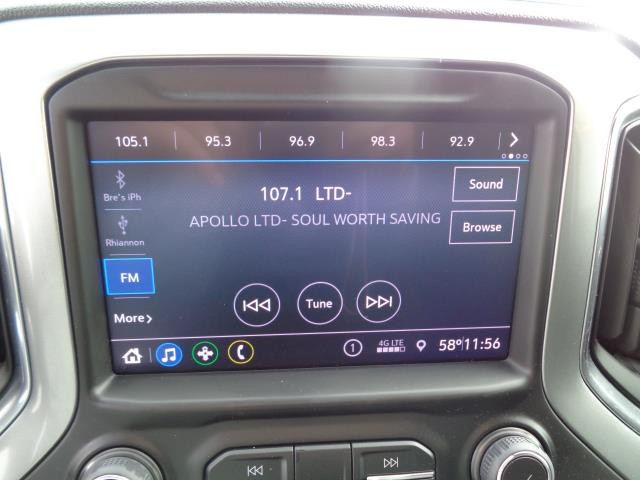 105.1 95.3 96.9 98.3 92.9
Bre's iPh
Rhiannon
FM
More
107.1 LTD-
APOLLO LTD- SOUL WORTH SAVING
Sound
Browse
Tune
1 4G LTE 58° 11:56